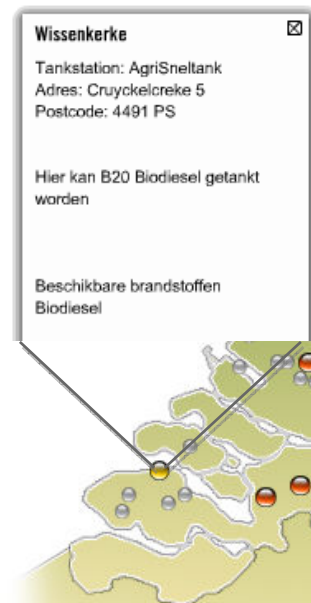 Wissenkerke
Tankstation: AgriSneltank
Adres: Cruyckelcreke 5
Postcode: 4491 PS
Hier kan B20 Biodiesel getankt
worden
Beschikbare brandstoffen
Biodiesel